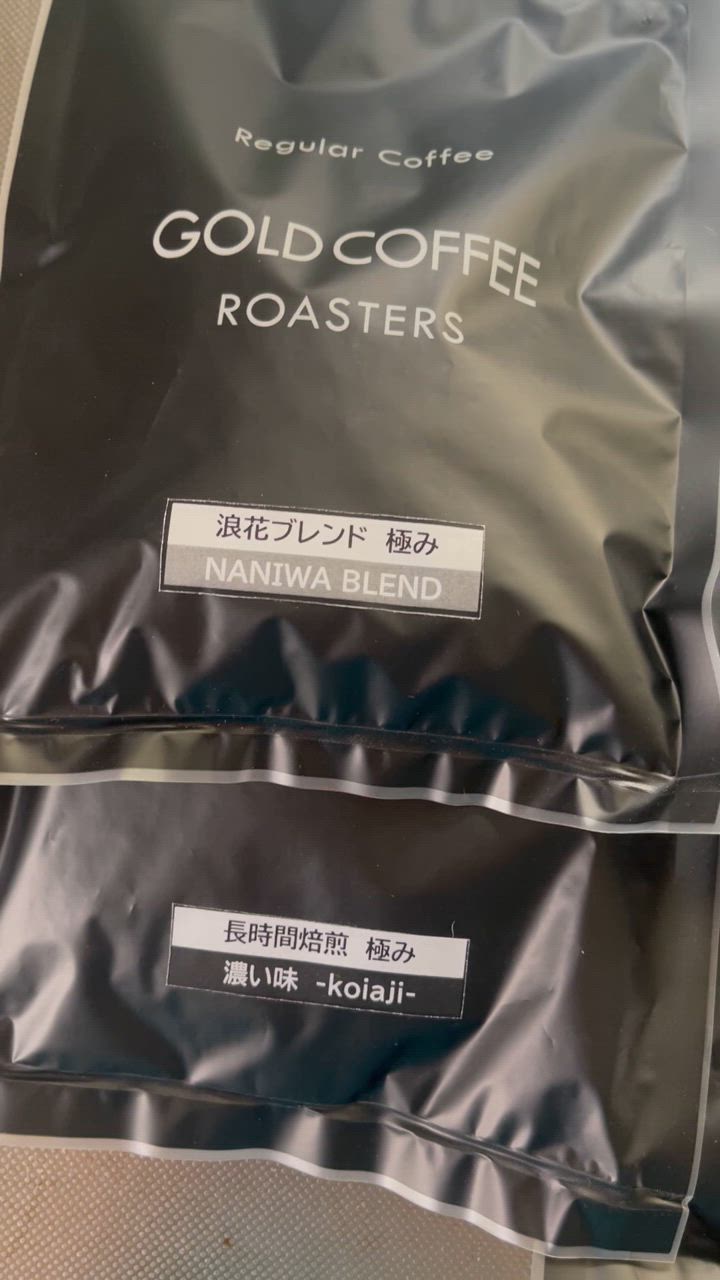 Regular Coffee
GOLD COFFEE
ROASTERS
浪花ブレンド 極み
NANIWA BLEND
長時間焙煎 極み
濃い味 -koiaji-